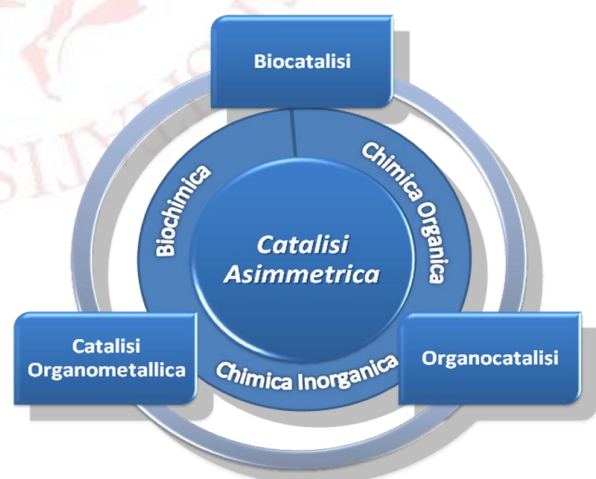 Biocatalisi
Biochimica
Chimica Organica
Catalisi
Asimmetrica
Catalisi
Organometallica
Organocatalisi
Chimica Inorganica